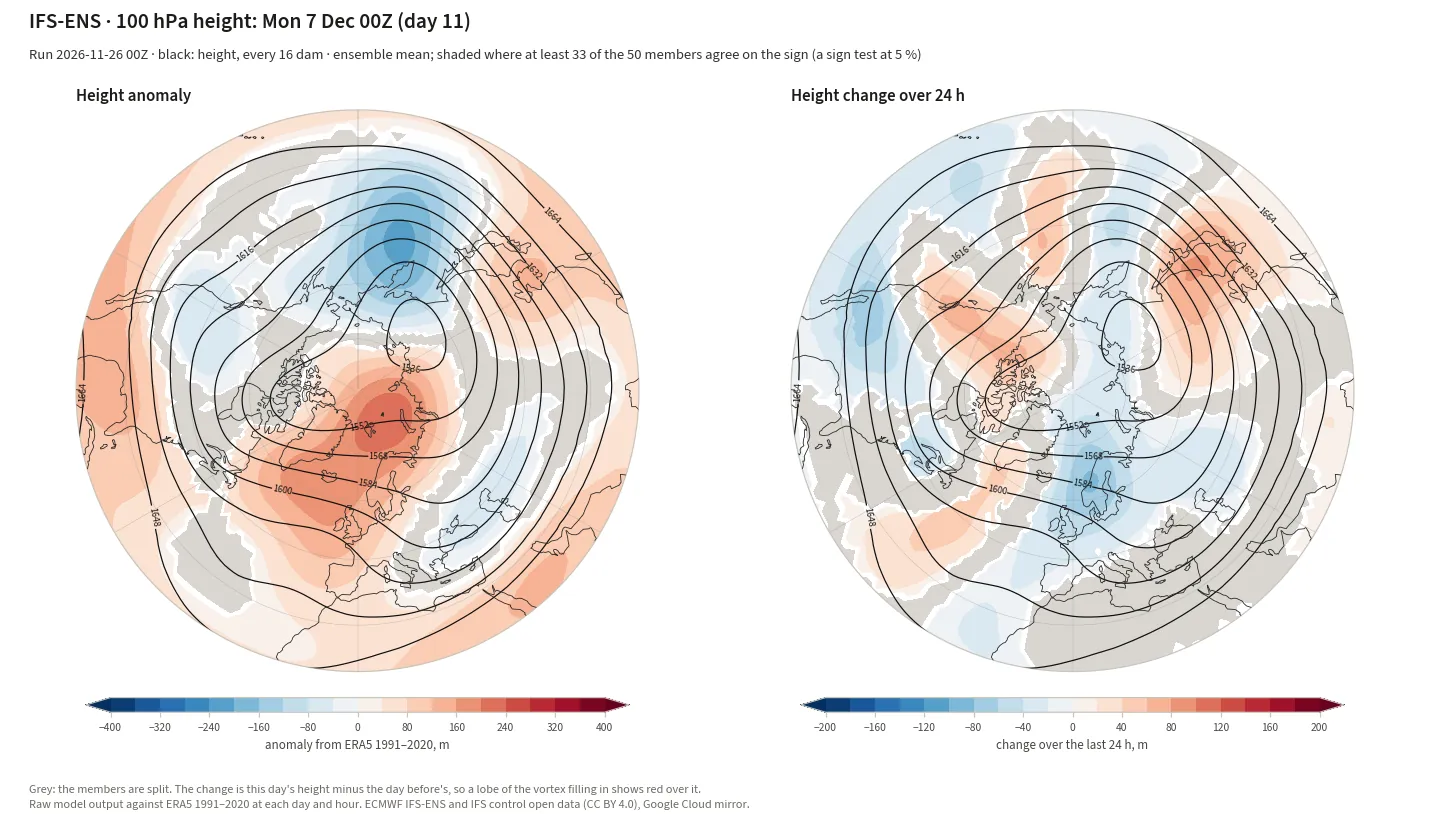 IFS-ENS · 100 hPa height: Mon 7 Dec 00Z (day 11)
Run 2026-11-26 00Z · black: height, every 16 dam · ensemble mean; shaded where at least 33 of the 50 members agree on the sign (a sign test at 5 %)
Height anomaly
Height change over 24 h
1664
1616
1632
1536
1664
1552
1568
1584
1600
1648
1664
1616
1632
1536
1664
1552
1568
1584
1600
1648
−400 −320 −240 −160 −80 0 80 160 240 320 400
anomaly from ERA5 1991–2020, m
−200 −160 −120 −80 −40 0 40 80 120 160 200
change over the last 24 h, m
Grey: the members are split. The change is this day's height minus the day before's, so a lobe of the vortex filling in shows red over it.
Raw model output against ERA5 1991–2020 at each day and hour. ECMWF IFS-ENS and IFS control open data (CC BY 4.0), Google Cloud mirror.